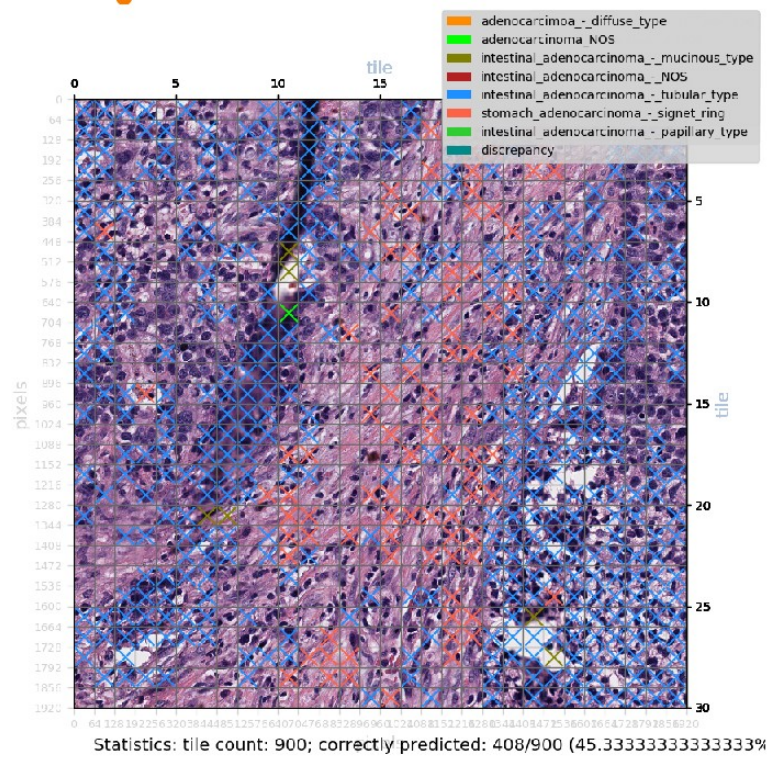 adenocarcimoa_-_diffuse_type
adenocarcinoma_NOS
intestinal_adenocarcinoma_-_mucinous_type
intestinal_adenocarcinoma_-_NOS
intestinal_adenocarcinoma_-_tubular_type
stomach_adenocarcinoma_-_signet_ring
intestinal_adenocarcinoma_-_papillary_type
discrepancy
tile
0 5 10 15
0
64
128
192
256
320
384
448
512
576
640
704
768
832
896
960
1024
1088
1152
1216
1280
1344
1408
1472
1536
1600
1664
1728
1792
1856
1920
pixels
5
10
15
20
25
30
tile
Statistics: tile count: 900; correctly predicted: 408/900 (45.33333333333333%